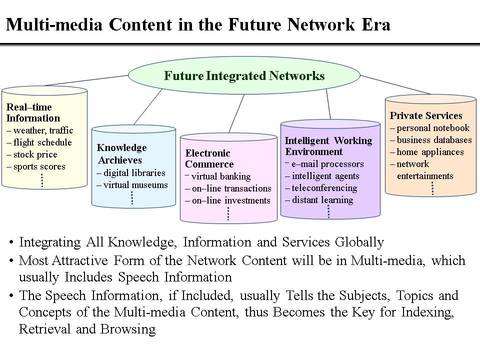 Multi-media Content in the Future Network Era
Future Integrated Networks
Real–time
Information
– weather, traffic
– flight schedule
– stock price
– sports scores
Knowledge
Archieves
– digital libraries
– virtual museums
Electronic
Commerce
– virtual banking
– on–line transactions
– on–line investments
Intelligent Working
Environment
– e–mail processors
– intelligent agents
– teleconferencing
– distant learning
Private Services
– personal notebook
– business databases
– home appliances
– network
entertainments
• Integrating All Knowledge, Information and Services Globally
• Most Attractive Form of the Network Content will be in Multi-media, which
usually Includes Speech Information
• The Speech Information, if Included, usually Tells the Subjects, Topics and
Concepts of the Multi-media Content, thus Becomes the Key for Indexing,
Retrieval and Browsing